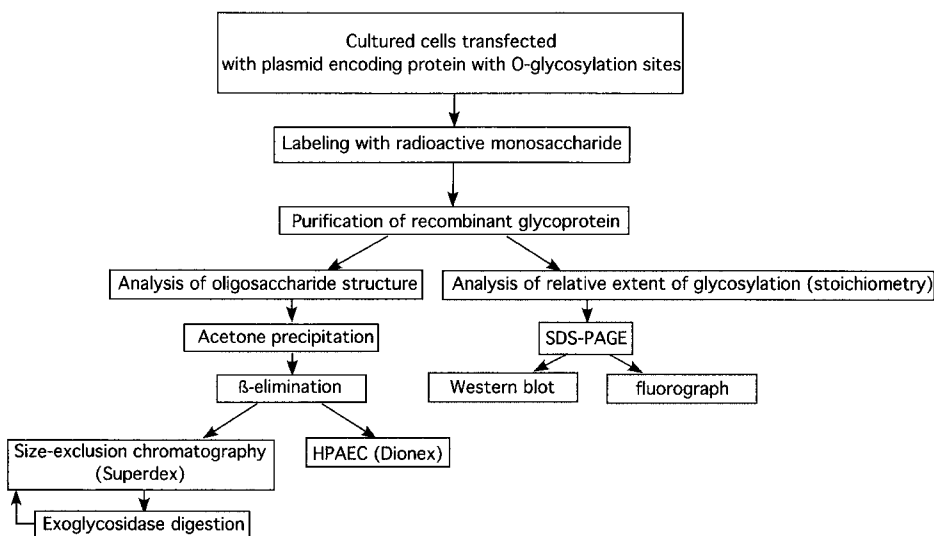 Cultured cells transfected
with plasmid encoding protein with O-glycosylation sites
Labeling with radioactive monosaccharide
Purification of recombinant glycoprotein
Analysis of oligosaccharide structure
Analysis of relative extent of glycosylation (stoichiometry)
Acetone precipitation
SDS-PAGE
ß-elimination
Western blot
fluorograph
Size-exclusion chromatography
(Superdex)
HPAEC (Dionex)
Exoglycosidase digestion